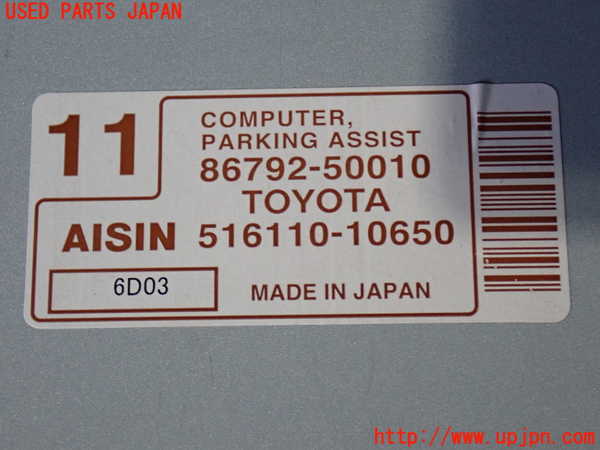 USED PARTS JAPAN
11
COMPUTER,
PARKING ASSIST
86792-50010
TOYOTA
AISIN 516110-10650
6D03
MADE IN JAPAN
http://www.upjpn.com/